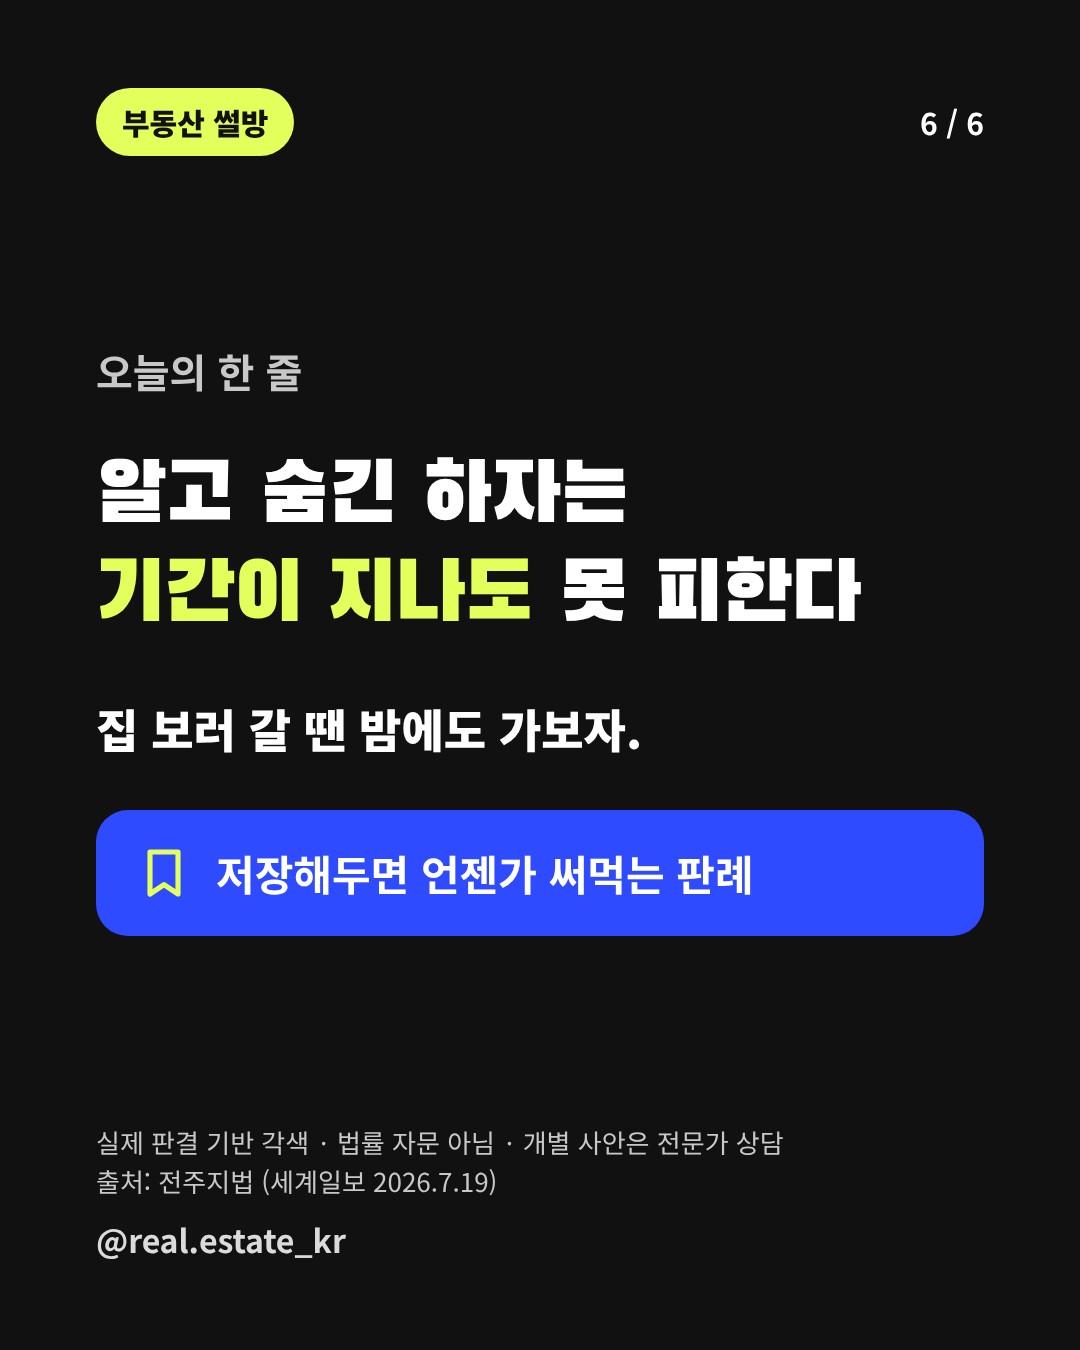 부동산 썰방
6 / 6
오늘의 한 줄
알고 숨긴 하자는
기간이 지나도 못 피한다
집 보러 갈 땐 밤에도 가보자.
저장해두면 언젠가 써먹는 판례
실제 판결 기반 각색 · 법률 자문 아님 · 개별 사안은 전문가 상담
출처: 전주지법 (세계일보 2026.7.19)
@real.estate_kr